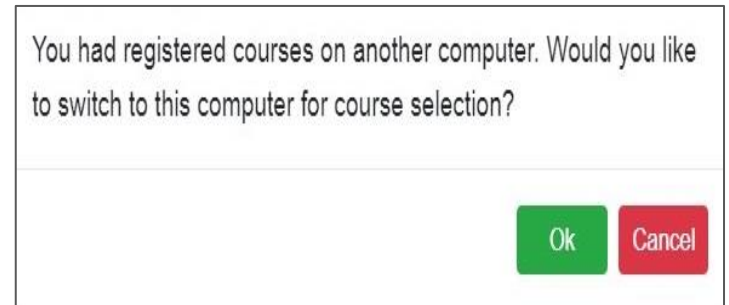 You had registered courses on another computer. Would you like
to switch to this computer for course selection?
Ok Cancel